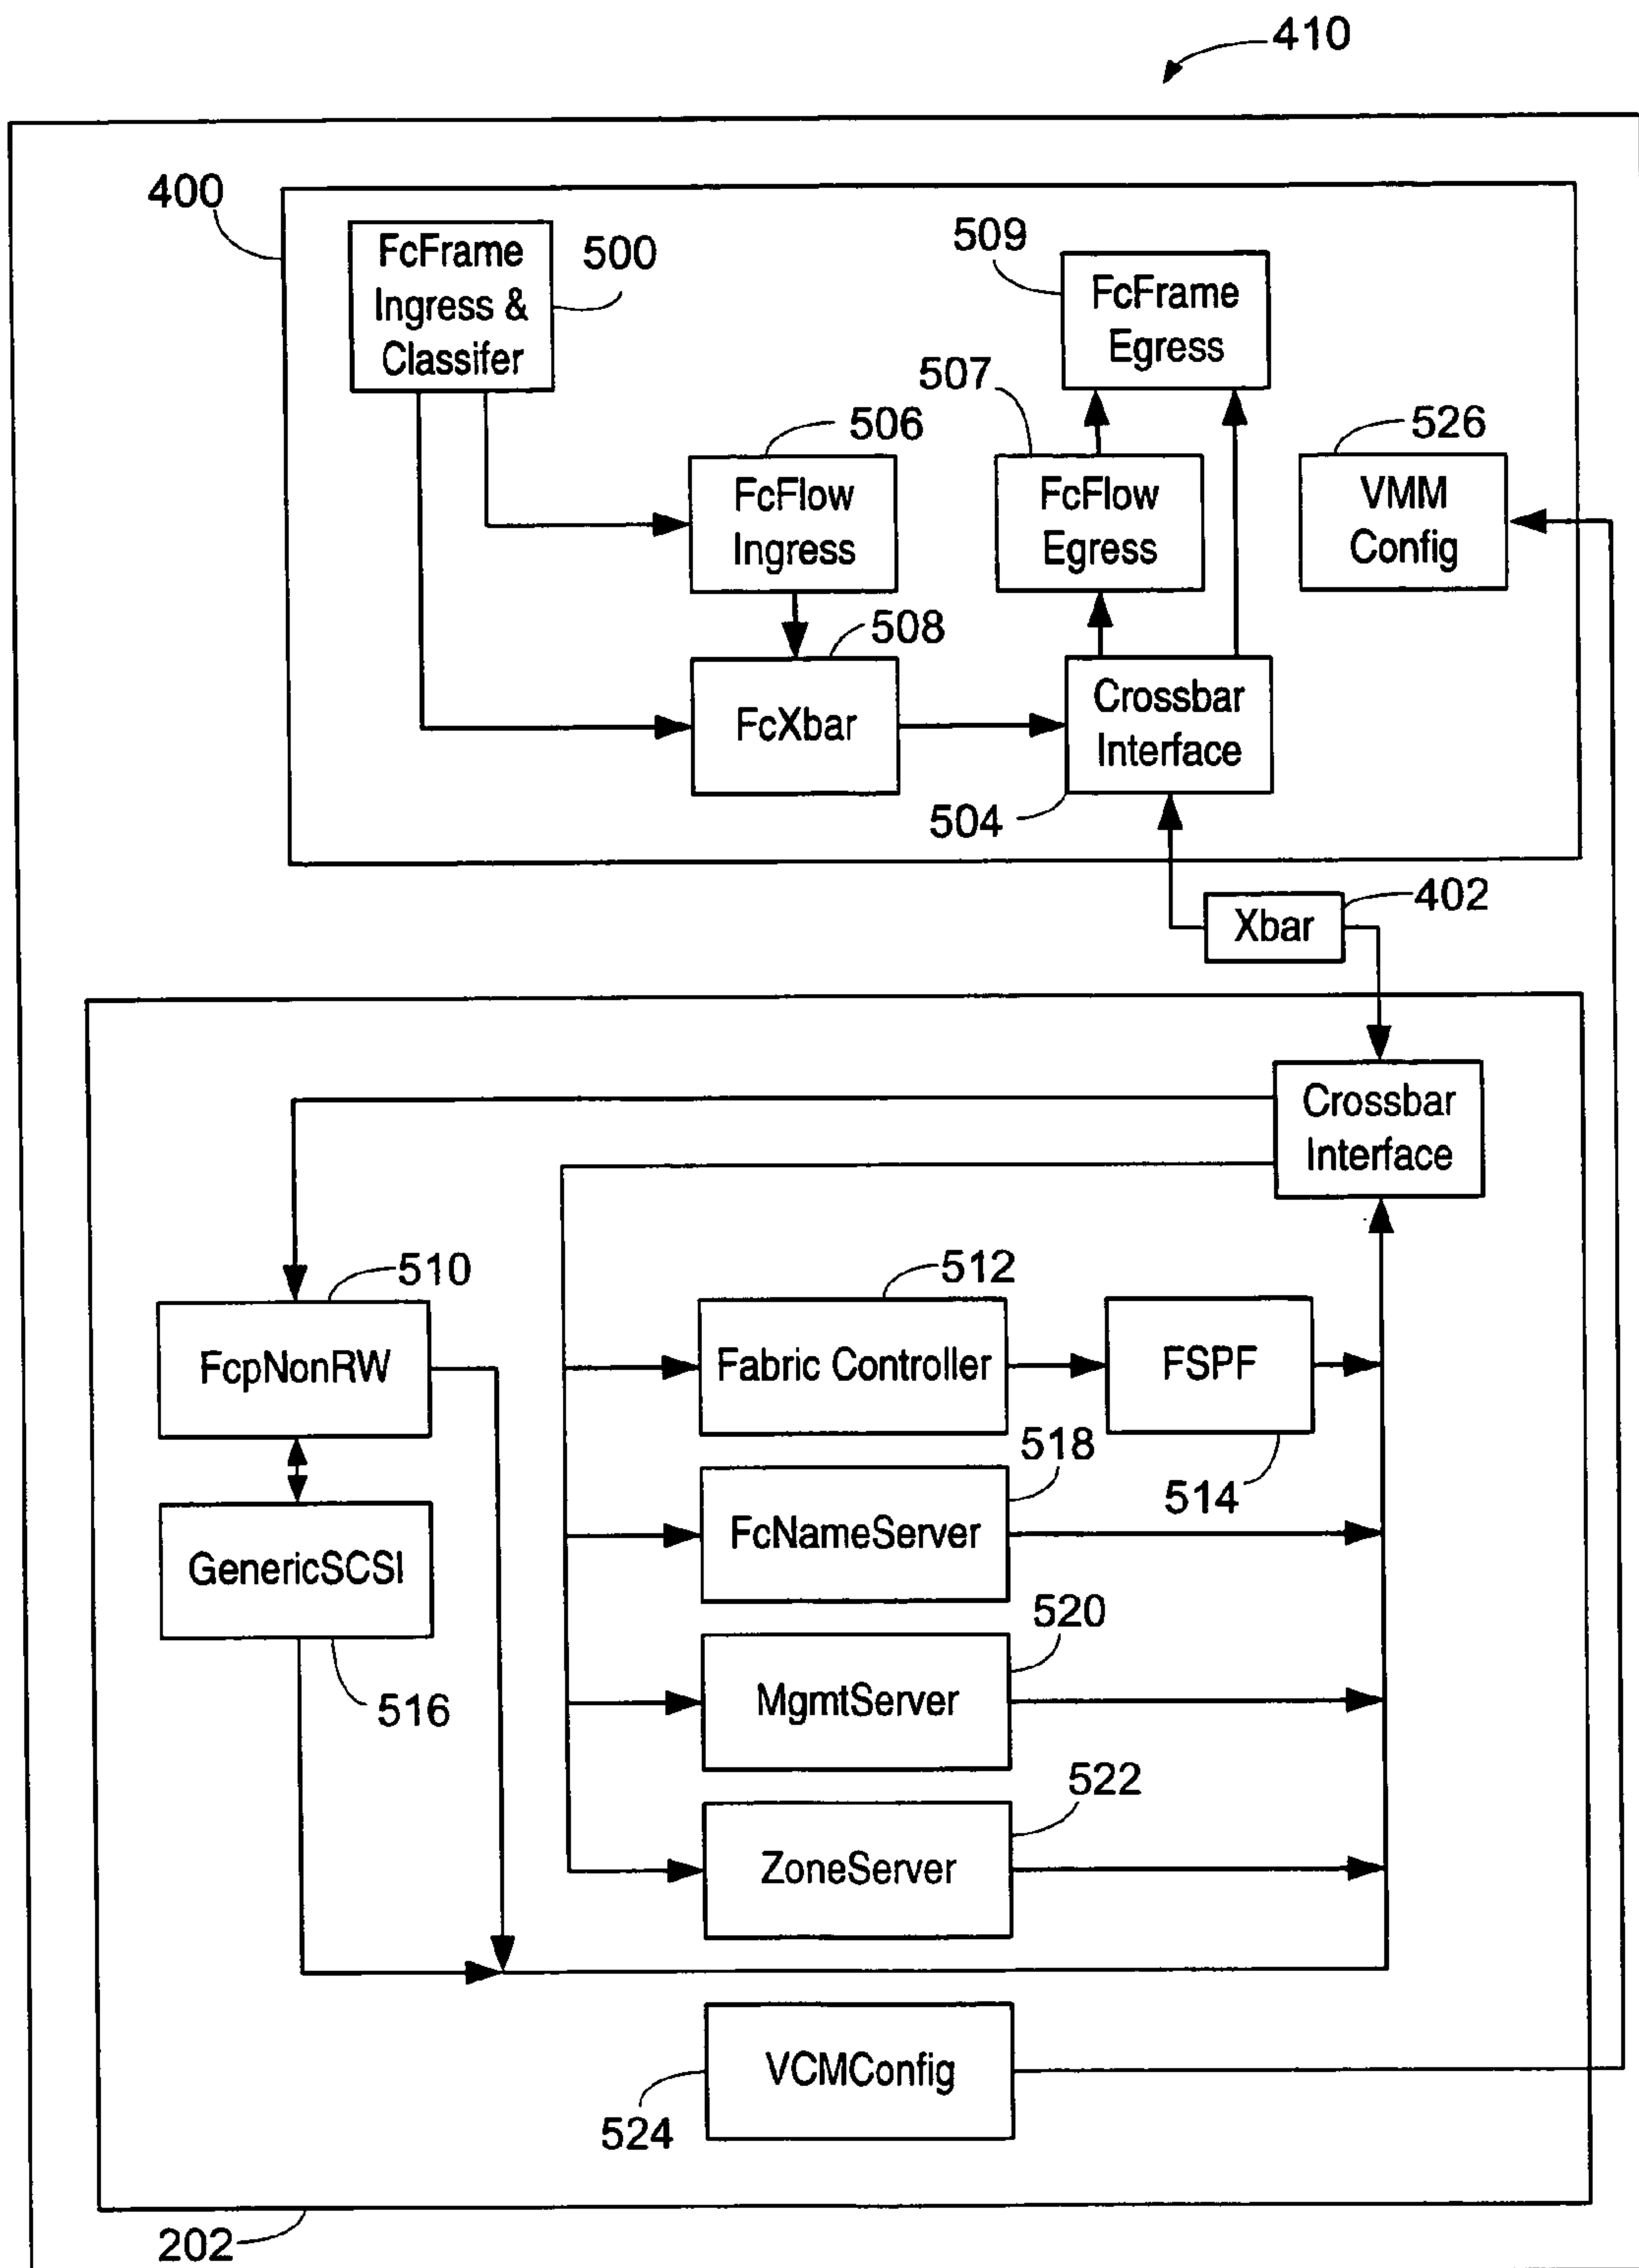 410
400
FcFrame
Ingress &
Classifer
500
509
FcFrame
Egress
507
506
526
FcFlow
Ingress
FcFlow
Egress
VMM
Config
508
FcXbar
Crossbar
Interface
504
Xbar
402
Crossbar
Interface
510
512
FcpNonRW
Fabric Controller
FSPF
518
514
GenericSCSI
FcNameServer
520
516
MgmtServer
522
ZoneServer
VCMConfig
524
202